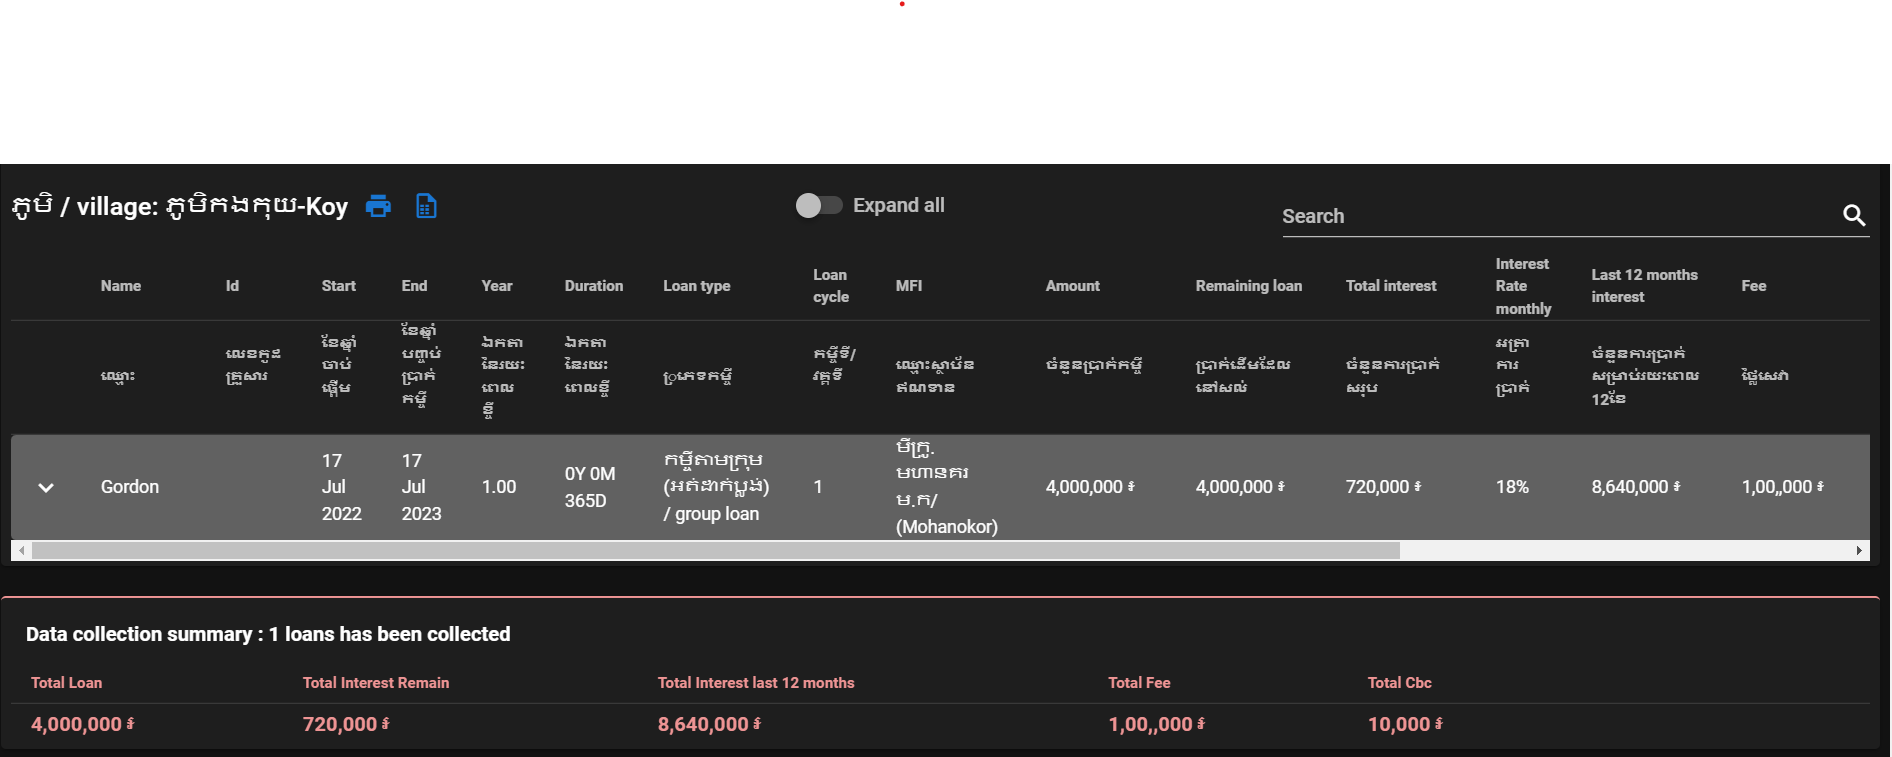 ភូមិ / village: ភូមិកងកុយ-Koy
Expand all
Search
Name
Id
Start
End
Year
Duration
Loan type
Loan
cycle
MFI
Amount
Remaining loan
Total interest
Interest
Rate
monthly
Last 12 months
interest
Fee
ឈ្មោះ
លេខកូដ
គ្រួសារ
ខែឆ្នាំ
ចាប់
ផ្តើម
ខែឆ្នាំ
បញ្ចប់
ប្រាក់
កម្ចី
ឯកតា
នៃរយៈ
ពេល
ខ្ចី
ឯកតា
នៃរយៈ
ពេលខ្ចី
ប្រភេទកម្ចី
កម្ចីទី/
វគ្គទី
ឈ្មោះស្ថាប័ន
ឥណទាន
ចំនួនប្រាក់កម្ចី
ប្រាក់ដើមដែល
នៅសល់
ចំនួនការប្រាក់
សរុប
អត្រា
ការ
ប្រាក់
ចំនួនការប្រាក់
សម្រាប់រយៈពេល
12ខែ
ផ្លៃសេវា
Gordon
17
Jul
2022
17
Jul
2023
1.00
0Y 0M
365D
កម្ចីតាមក្រុម
(អត់ដាក់ប្លង់)
/ group loan
1
មីក្រូ.
មហានគរ
ម.ក/
(Mohanokor)
4,000,000 ៛
4,000,000 ៛
720,000 ៛
18%
8,640,000 ៛
1,00,,000 ៛
Data collection summary : 1 loans has been collected
Total Loan
Total Interest Remain
Total Interest last 12 months
Total Fee
Total Cbc
4,000,000 ៛
720,000 ៛
8,640,000 ៛
1,00,,000 ៛
10,000 ៛